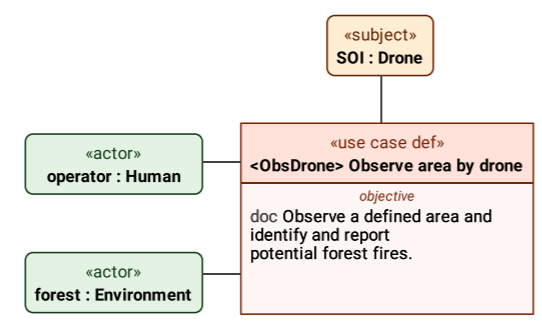 «subject»
SOI : Drone
«use case def»
<ObsDrone> Observe area by drone
«actor»
operator : Human
objective
doc Observe a defined area and
identify and report
potential forest fires.
«actor»
forest : Environment